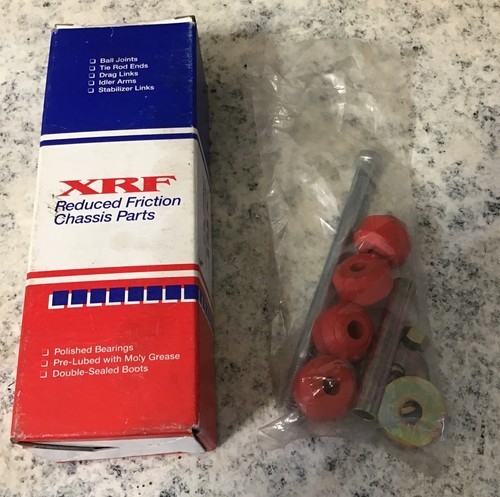 ❑ Ball Joints
❑ Tie Rod Ends
❑ Drag Links
❑ Idler Arms
❑ Stabilizer Links
XRF
Reduced Friction
Chassis Parts
❑ Polished Bearings
❑ Pre-Lubed with Mo/y Grease
❑ Double-Sealed Boots